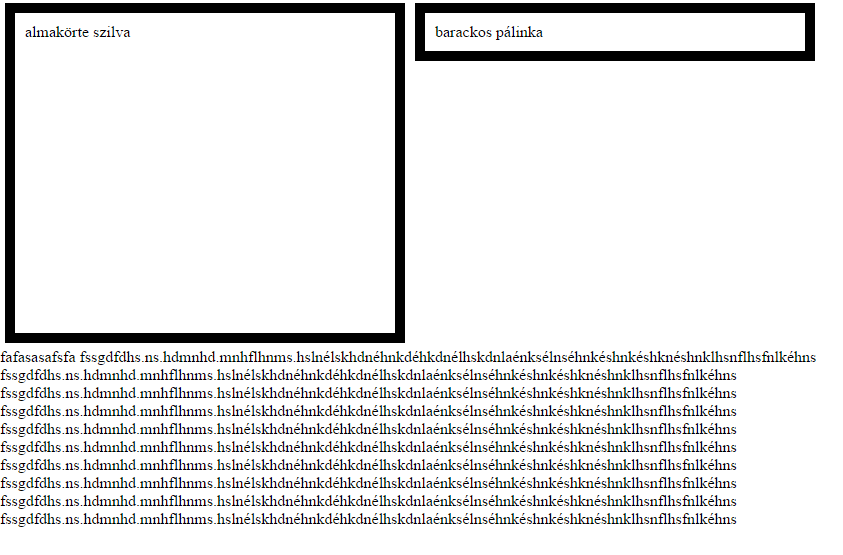 almakörte szilva
barackos pálinka
fafasasafsfa fssgdfdhs.ns.hdmnhd.mnhflhnms.hslnélskhdnéhnkdéhkdnélhskdnlaénksélnséhnkéshnkéshknéshnklhsnflhsfnlkéhns
fssgdfdhs.ns.hdmnhd.mnhflhnms.hslnélskhdnéhnkdéhkdnélhskdnlaénksélnséhnkéshnkéshknéshnklhsnflhsfnlkéhns
fssgdfdhs.ns.hdmnhd.mnhflhnms.hslnélskhdnéhnkdéhkdnélhskdnlaénksélnséhnkéshnkéshknéshnklhsnflhsfnlkéhns
fssgdfdhs.ns.hdmnhd.mnhflhnms.hslnélskhdnéhnkdéhkdnélhskdnlaénksélnséhnkéshnkéshknéshnklhsnflhsfnlkéhns
fssgdfdhs.ns.hdmnhd.mnhflhnms.hslnélskhdnéhnkdéhkdnélhskdnlaénksélnséhnkéshnkéshknéshnklhsnflhsfnlkéhns
fssgdfdhs.ns.hdmnhd.mnhflhnms.hslnélskhdnéhnkdéhkdnélhskdnlaénksélnséhnkéshnkéshknéshnklhsnflhsfnlkéhns
fssgdfdhs.ns.hdmnhd.mnhflhnms.hslnélskhdnéhnkdéhkdnélhskdnlaénksélnséhnkéshnkéshknéshnklhsnflhsfnlkéhns
fssgdfdhs.ns.hdmnhd.mnhflhnms.hslnélskhdnéhnkdéhkdnélhskdnlaénksélnséhnkéshnkéshknéshnklhsnflhsfnlkéhns
fssgdfdhs.ns.hdmnhd.mnhflhnms.hslnélskhdnéhnkdéhkdnélhskdnlaénksélnséhnkéshnkéshknéshnklhsnflhsfnlkéhns
fssgdfdhs.ns.hdmnhd.mnhflhnms.hslnélskhdnéhnkdéhkdnélhskdnlaénksélnséhnkéshnkéshknéshnklhsnflhsfnlkéhns